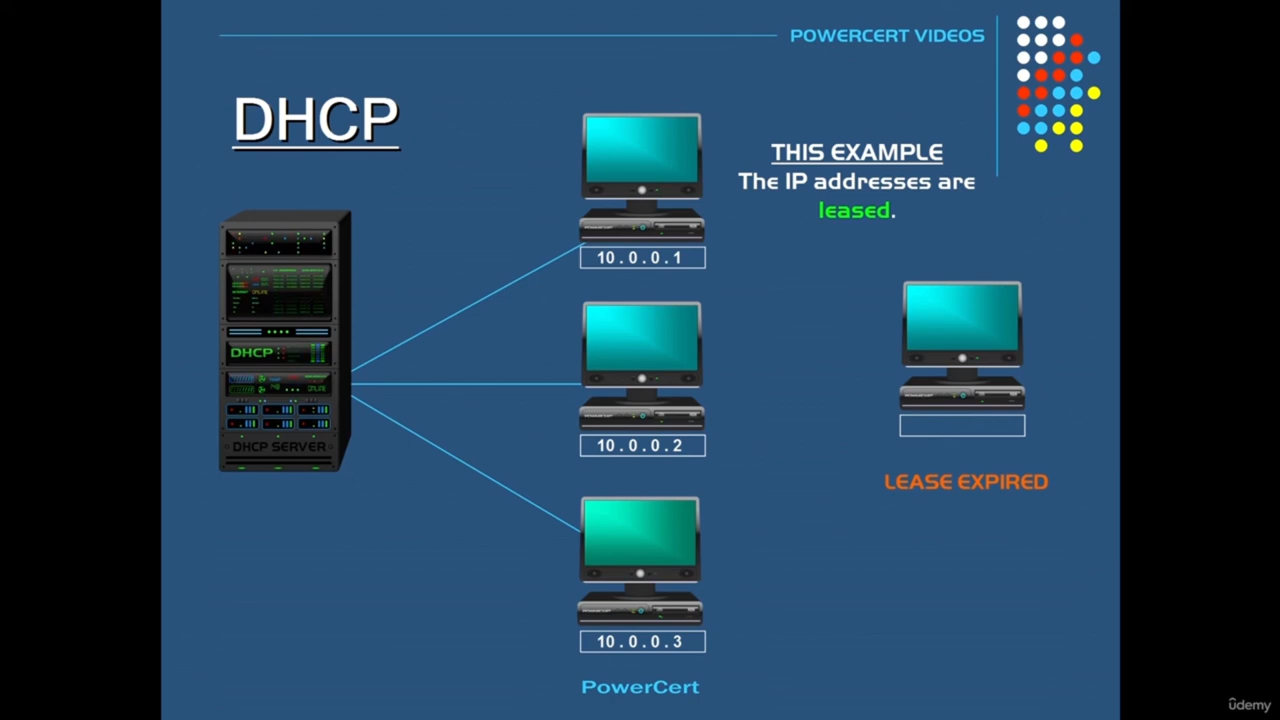 POWERCERT VIDEOS
DHCP
THIS EXAMPLE
The IP addresses are
leased.
10.0.0.1
10.0.0.2
10.0.0.3
DHCP
DHCP SERVER
LEASE EXPIRED
PowerCert
ûdemy